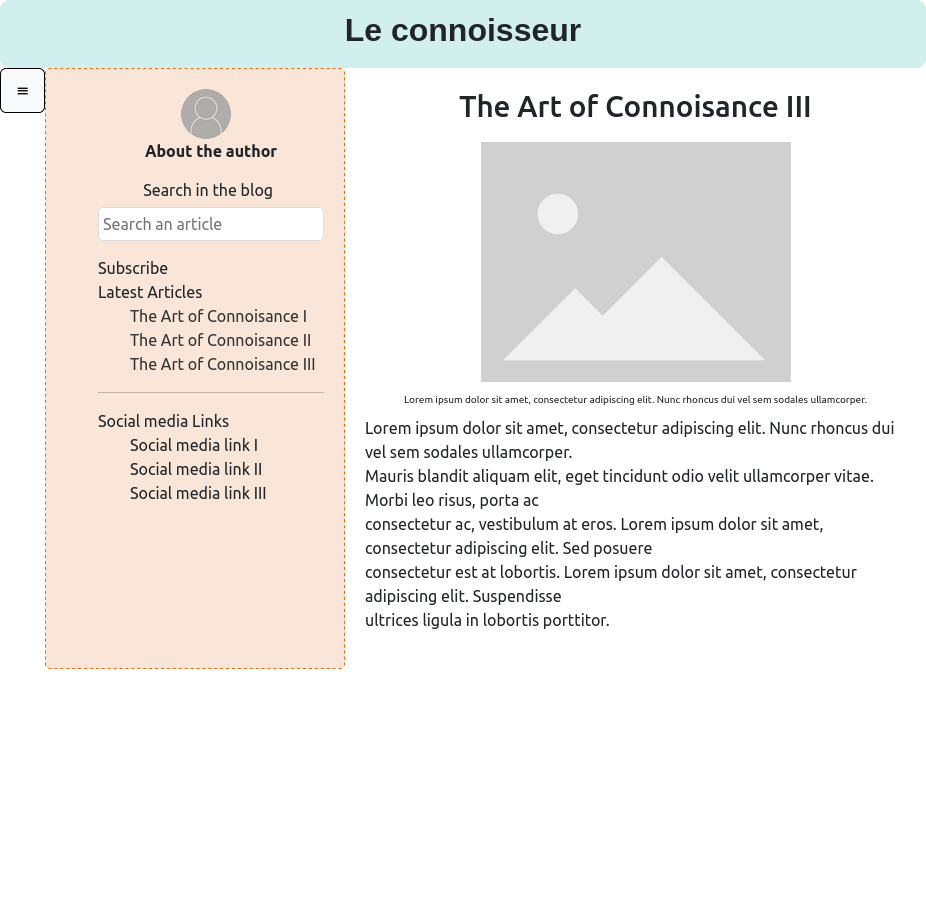 Le connoisseur
≡
About the author
Search in the blog
Search an article
Subscribe
Latest Articles
The Art of Connoisance I
The Art of Connoisance II
The Art of Connoisance III
Social media Links
Social media link I
Social media link II
Social media link III
The Art of Connoisance III
Lorem ipsum dolor sit amet, consectetur adipiscing elit. Nunc rhoncus dui vel sem sodales ullamcorper.
Lorem ipsum dolor sit amet, consectetur adipiscing elit. Nunc rhoncus dui
vel sem sodales ullamcorper.
Mauris blandit aliquam elit, eget tincidunt odio velit ullamcorper vitae.
Morbi leo risus, porta ac
consectetur ac, vestibulum at eros. Lorem ipsum dolor sit amet,
consectetur adipiscing elit. Sed posuere
consectetur est at lobortis. Lorem ipsum dolor sit amet, consectetur
adipiscing elit. Suspendisse
ultrices ligula in lobortis porttitor.